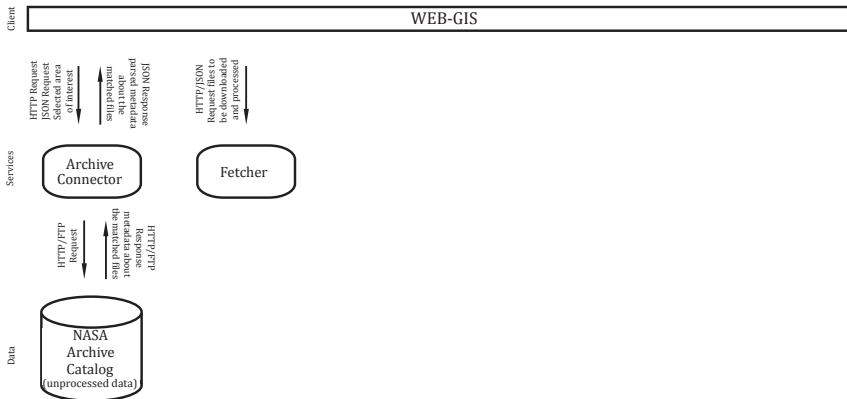 Client
WEB-GIS
HTTP Request
JSON Request
Selected area
of interest
JSON Response
parsed metadata
about the
matched files
HTTP/JSON
Request files to
be downloaded
and processed
Services
Archive
Connector
Fetcher
HTTP/FTP
Request
HTTP/FTP
Response
metadata about
the matched files
Data
NASA
Archive
Catalog
(unprocessed data)